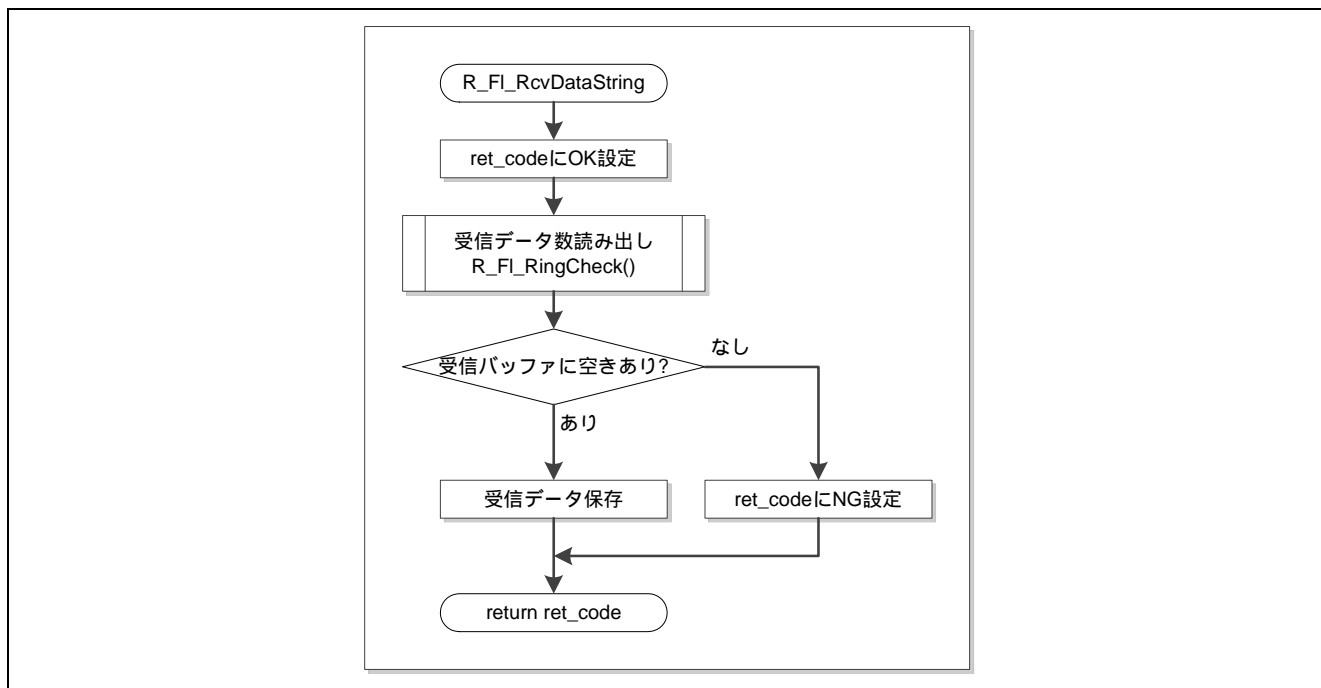 R_Fl_RcvDataString
ret_codeにOK設定
受信データ数読み出し
R_Fl_RingCheck()
受信バッファに空きあり?
なし
あり
受信データ保存
ret_codeにNG設定
return ret_code